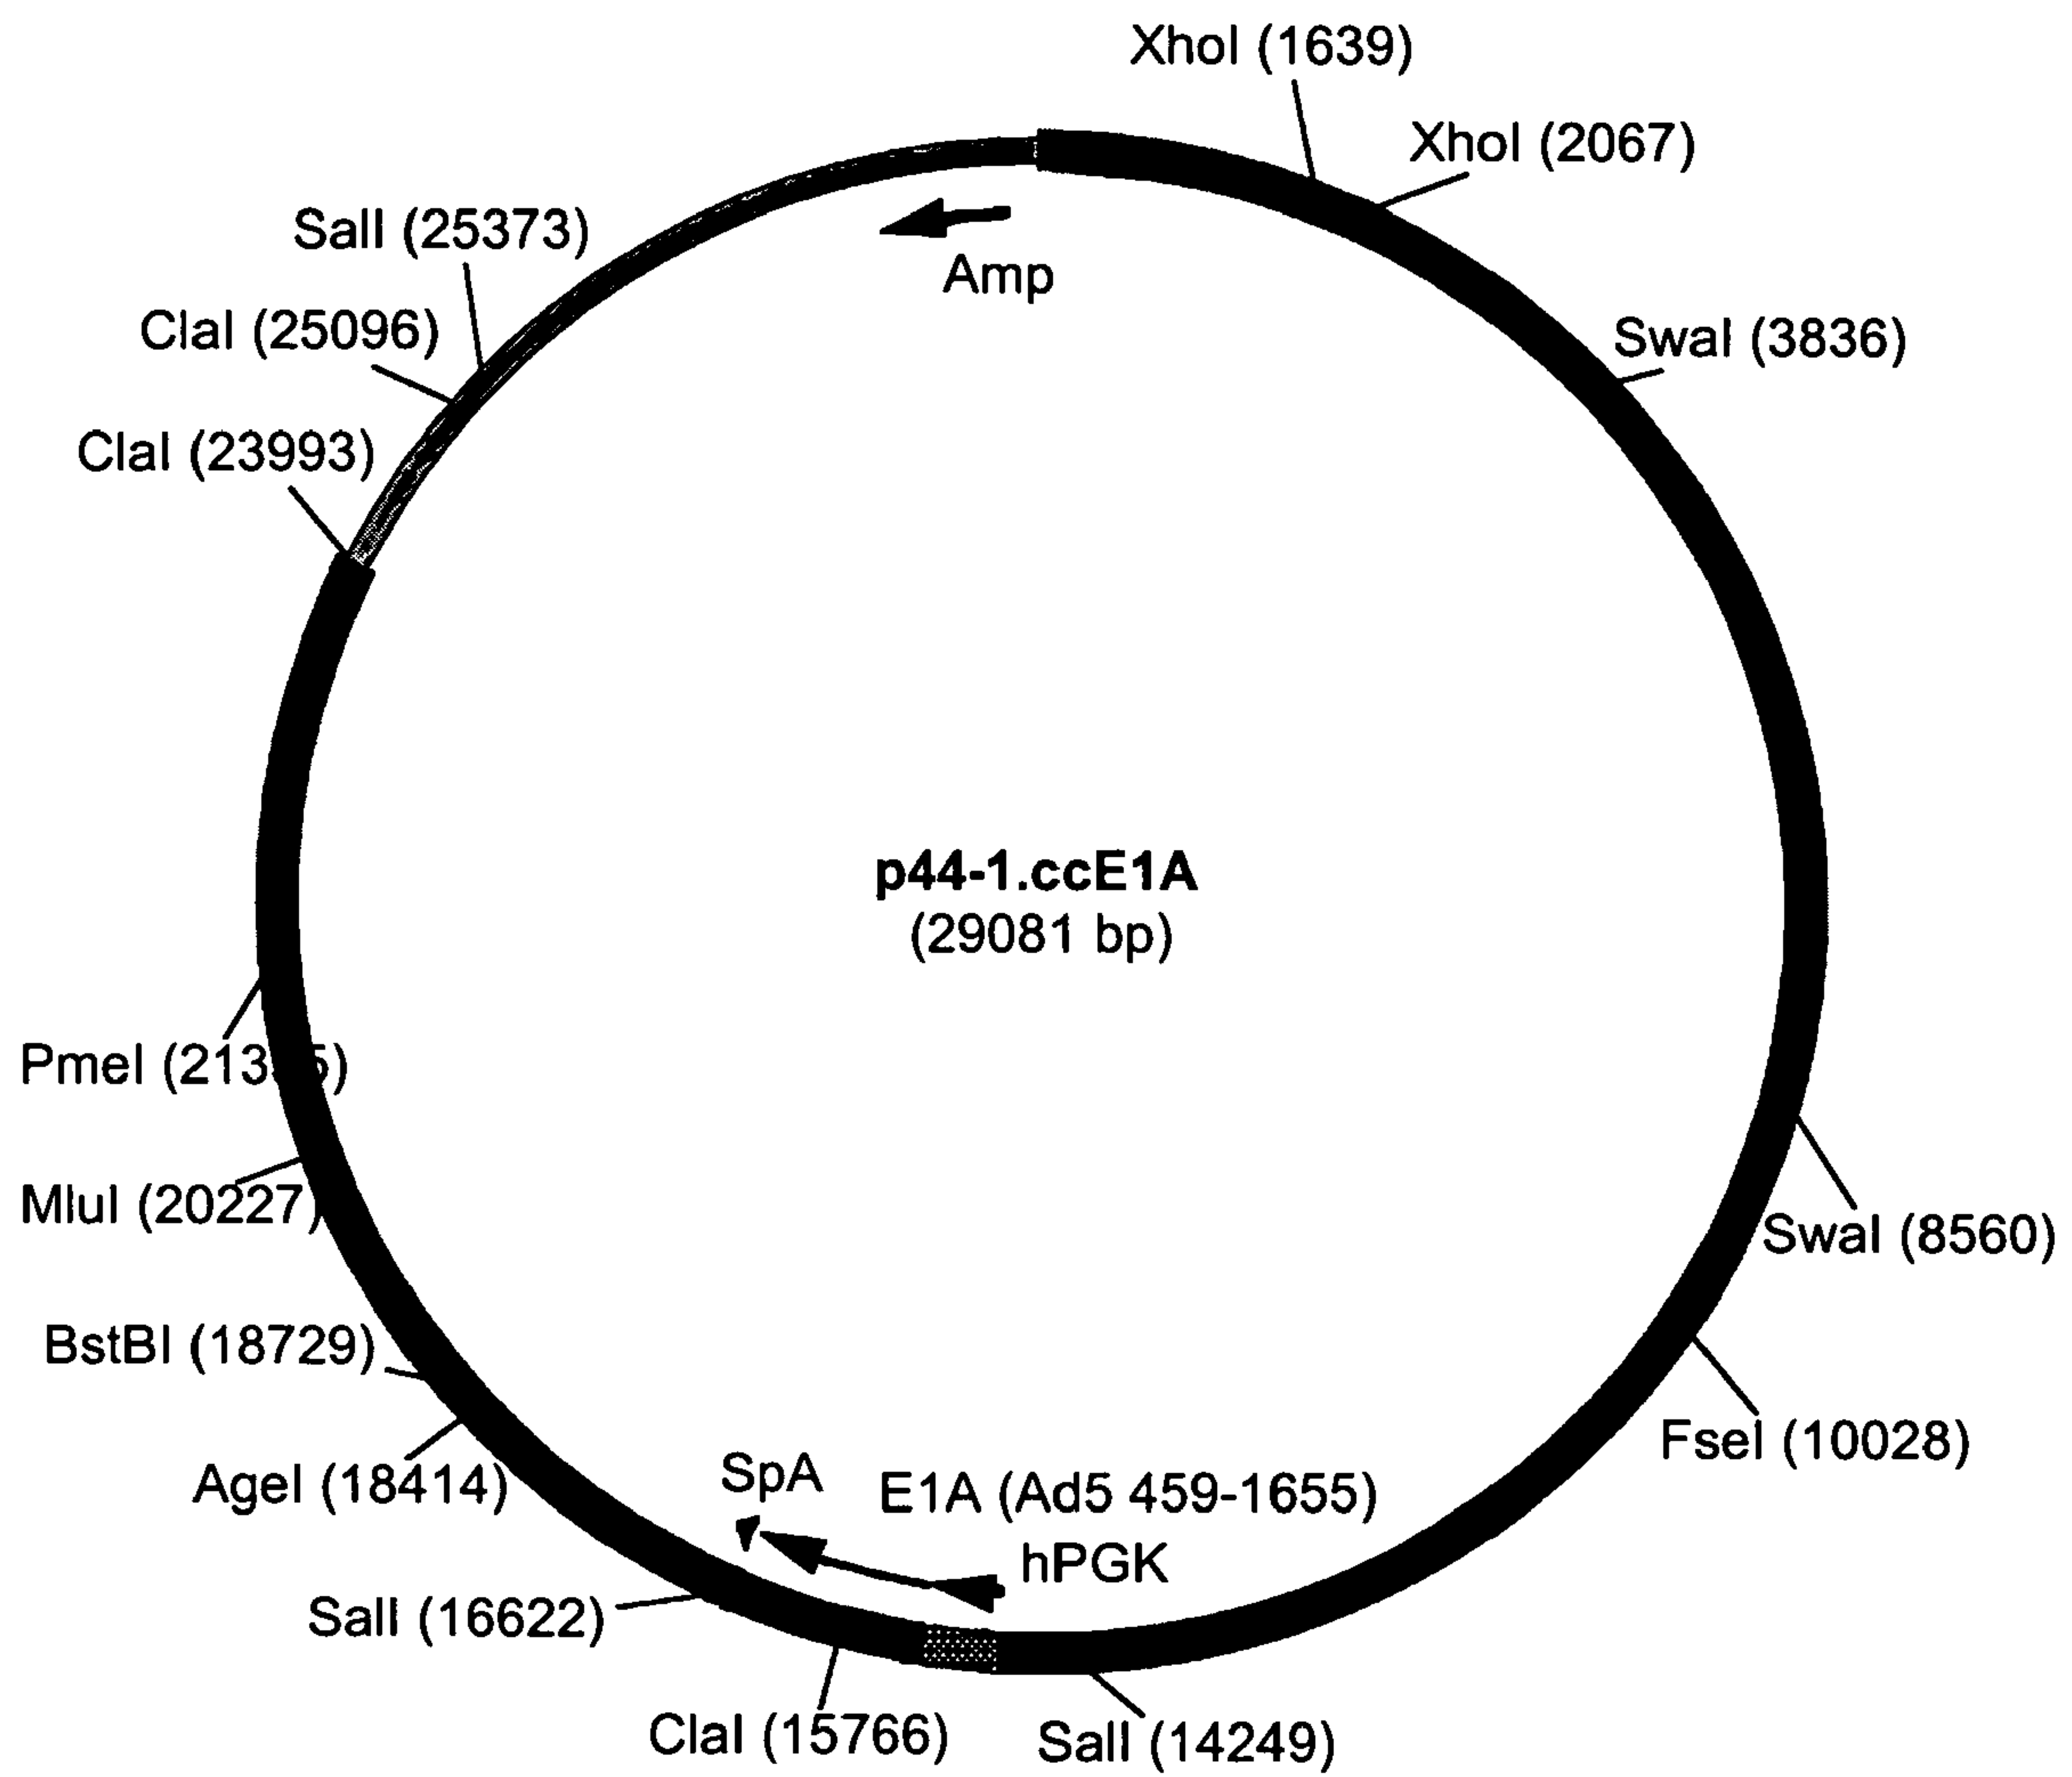 XhoI (1639)
XhoI (2067)
SalI (25373)
Amp
ClaI (25096)
SwaI (3836)
ClaI (23993)
p44-1.ccE1A
(29081 bp)
PmeI
MluI (20227)
SwaI (8560)
BstBI (18729)
FseI (10028)
AgeI (18414)
SpA
E1A (Ad5 459-1655)
hPGK
SalI (16622)
ClaI (15766)
SalI (14249)